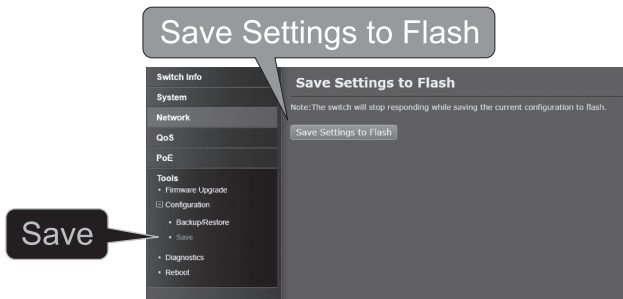 Save Settings to Flash
Switch Info
System
Network
QoS
PoE
Tools
• Firmware Upgrade
Configuration
• Backup/Restore
• Save
• Diagnostics
• Reboot
Save
Save Settings to Flash
Note:The switch will stop responding while saving the current configuration to flash.
Save Settings to Flash